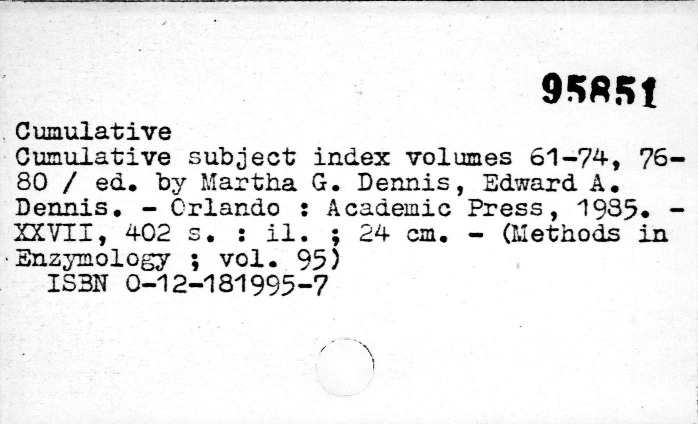 95851
Cumulative
Cumulative subject index volumes 61-74, 76-
80 / ed. by Martha G. Dennis, Edward A.
Dennis. - Orlando : Academic Press, 1985. -
XXVII, 402 s. : il. ; 24 cm. - (Methods in
Enzymology ; vol. 95)
ISBN 0-12-181995-7